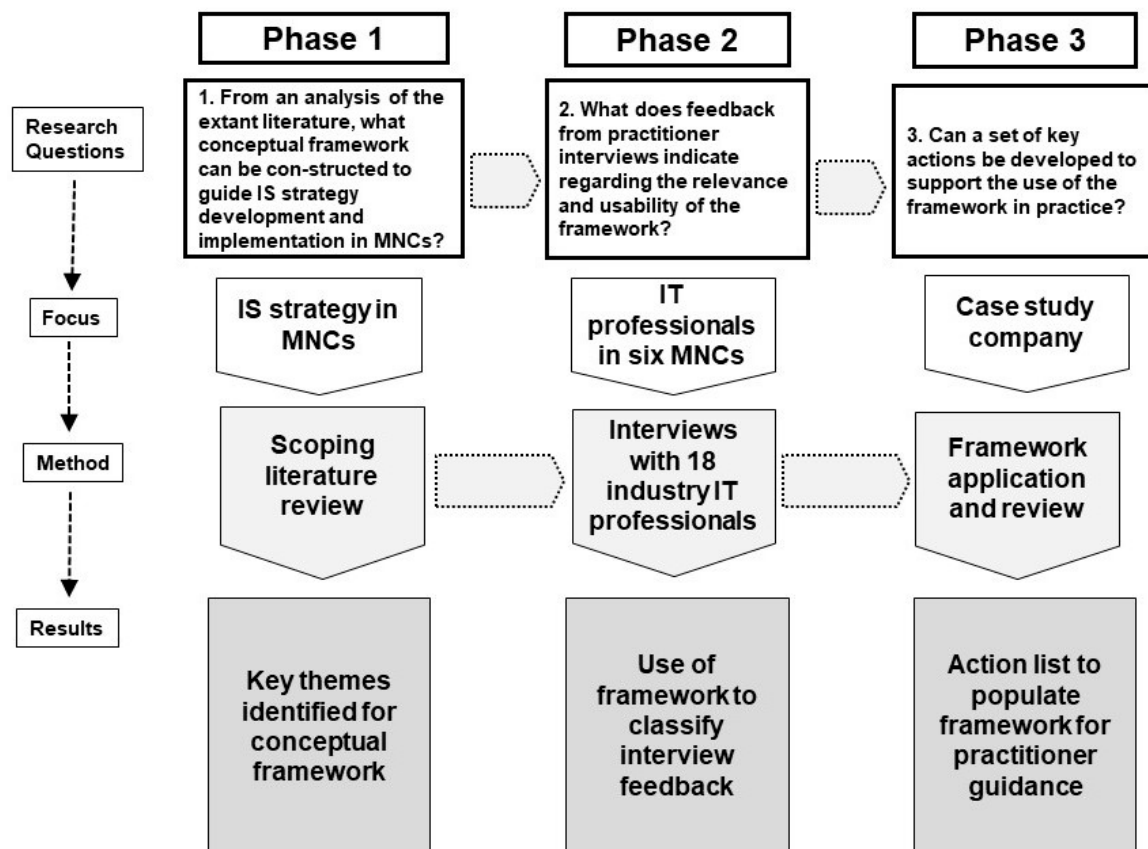 Phase 1
Phase 2
Phase 3
Research
Questions
1. From an analysis of the
extant literature, what
conceptual framework
can be con-structed to
guide IS strategy
development and
implementation in MNCs?
2. What does feedback
from practitioner
interviews indicate
regarding the relevance
and usability of the
framework?
3. Can a set of key
actions be developed to
support the use of the
framework in practice?
Focus
IS strategy in
MNCs
IT
professionals
in six MNCs
Case study
company
Method
Scoping
literature
review
Interviews
with 18
industry IT
professionals
Framework
application
and review
Results
Key themes
identified for
conceptual
framework
Use of
framework to
classify
interview
feedback
Action list to
populate
framework for
practitioner
guidance